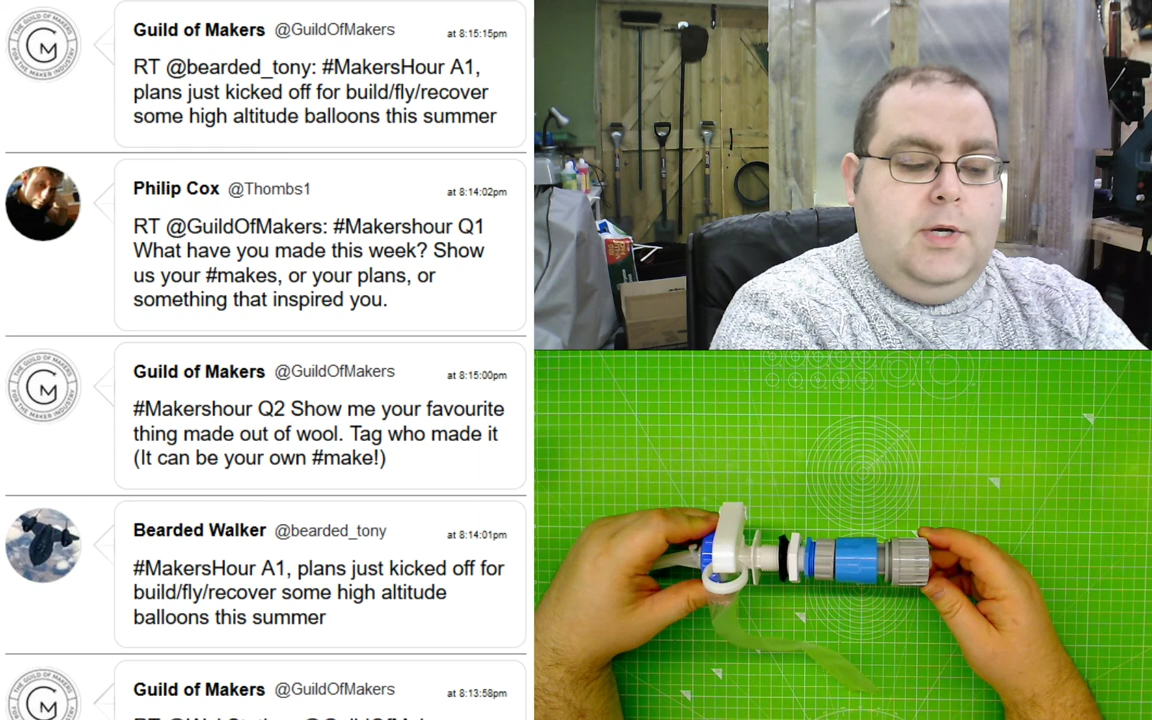 Guild of Makers @GuildOfMakers at 8:15:15pm
RT @bearded_tony: #MakersHour A1,
plans just kicked off for build/fly/recover
some high altitude balloons this summer
Philip Cox @Thombs1 at 8:14:02pm
RT @GuildOfMakers: #Makershour Q1
What have you made this week? Show
us your #makes, or your plans, or
something that inspired you.
Guild of Makers @GuildOfMakers at 8:15:00pm
#Makershour Q2 Show me your favourite
thing made out of wool. Tag who made it
(It can be your own #make!)
Bearded Walker @bearded_tony at 8:14:01pm
#MakersHour A1, plans just kicked off for
build/fly/recover some high altitude
balloons this summer
Guild of Makers @GuildOfMakers at 8:13:58pm